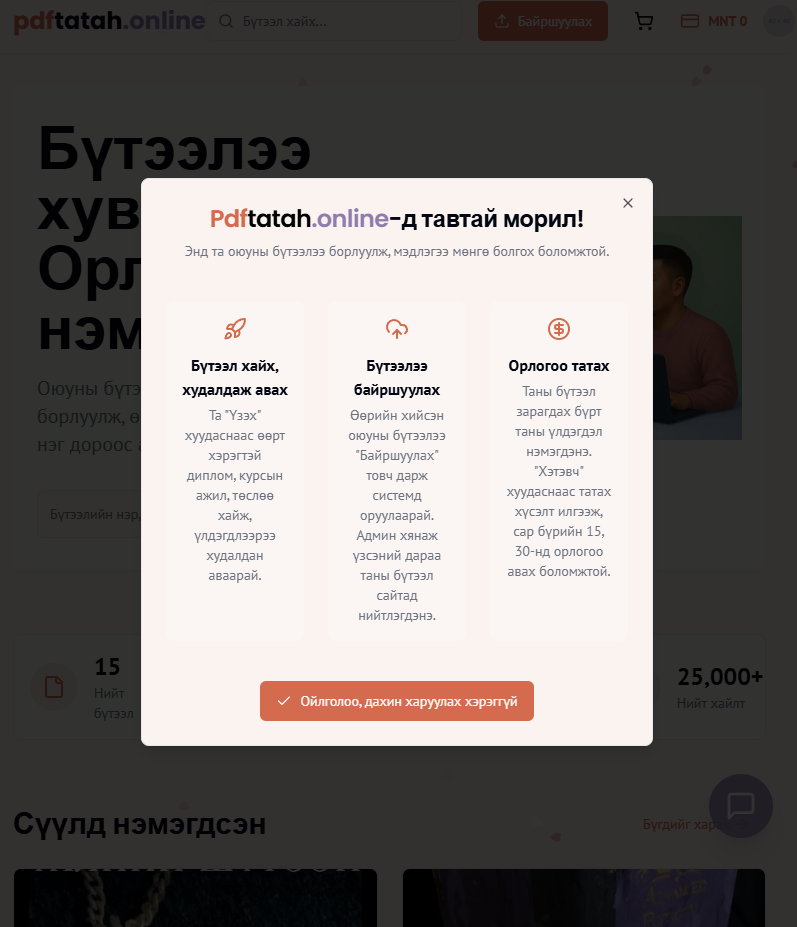 pdftatah.online
Бүтээл хайх...
Байршуулах
MNT 0
Бүтээлээ
Pdftatah.online-д тавтай морил!
Энд та оюуны бүтээлээ борлуулж, мэдлэгээ мөнгө болгох боломжтой.
Бүтээл хайх,
худалдаж авах
Та "Үзэх"
хуудаснаас өөрт
хэрэгтэй
диплом, курсын
ажил, төслөө
хайж,
үлдэгдлээрээ
худалдан
аваарай.
Бүтээлээ
байршуулах
Өөрийн хийсэн
оюуны бүтээлээ
"Байршуулах"
товч дарж
системд
оруулаарай.
Админ хянаж
үзсэний дараа
таны бүтээл
сайтад
нийтлэгдэнэ.
Орлогоо татах
Таны бүтээл
зарагдах бүрт
таны үлдэгдэл
нэмэгдэнэ.
"Хэтэвч"
хуудаснаас татах
хүсэлт илгээж,
сар бүрийн 15,
30-нд орлогоо
авах боломжтой.
Ойлголоо, дахин харуулах хэрэггүй
Оюуны
борлуулж,
нэг дороос
Бүтээлийн нэр,
15
Нийт
бүтээл
25,000+
Нийт хайлт
Сүүлд нэмэгдсэн
Бүгдийг